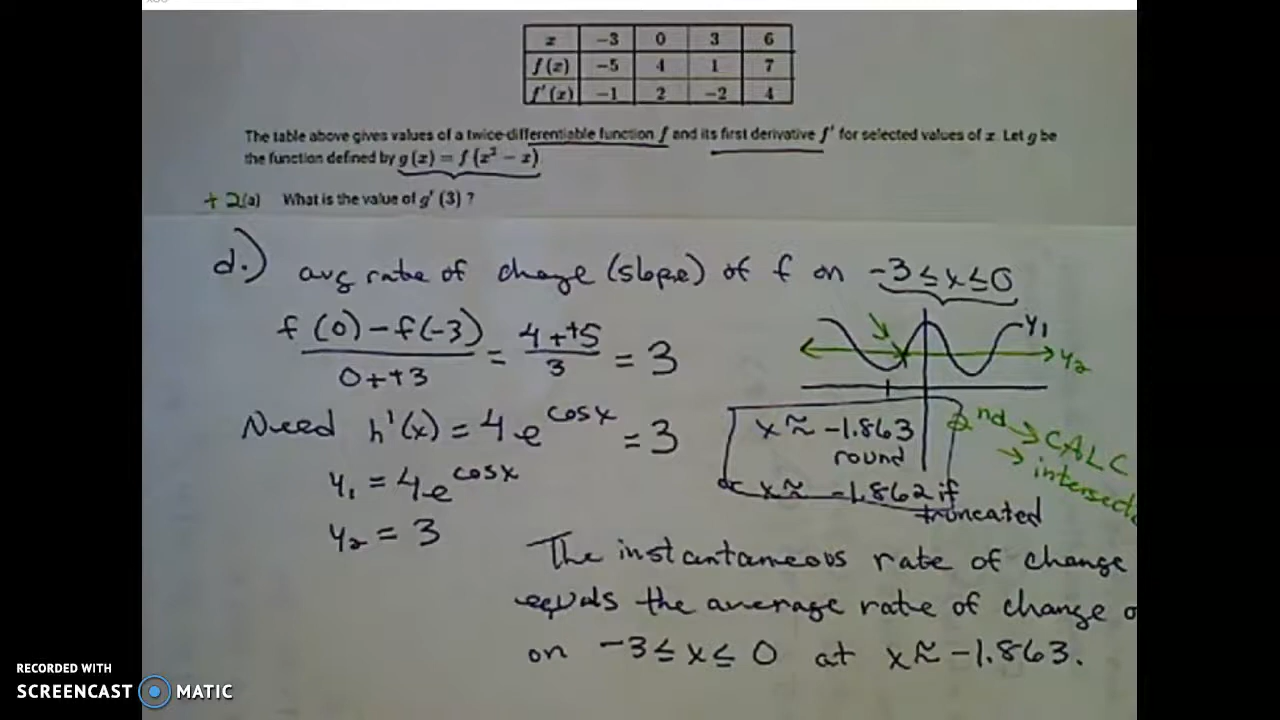 x -3 0 3 6
f(x) -5 4 1 7
f'(x) -1 2 -2 4
The table above gives values of a twice-differentiable function f and its first derivative f' for selected values of x. Let g be
the function defined by g(x) = f(x² - x)
+2(a) What is the value of g'(3)?
d.) avg rate of change (slope) of f on -3 ≤ x ≤ 0
f(0) - f(-3) / 0++3 = 4++5 / 3 = 3
y₁
y₂
Need h'(x) = 4e^cosx = 3
y₁ = 4e^cosx
y₂ = 3
x ≈ -1.863
round
or x ≈ -1.862 if
truncated
2nd → CALC
→ intersect
The instantaneous rate of change
equals the average rate of change
on -3 ≤ x ≤ 0 at x ≈ -1.863.
RECORDED WITH
SCREENCAST MATIC